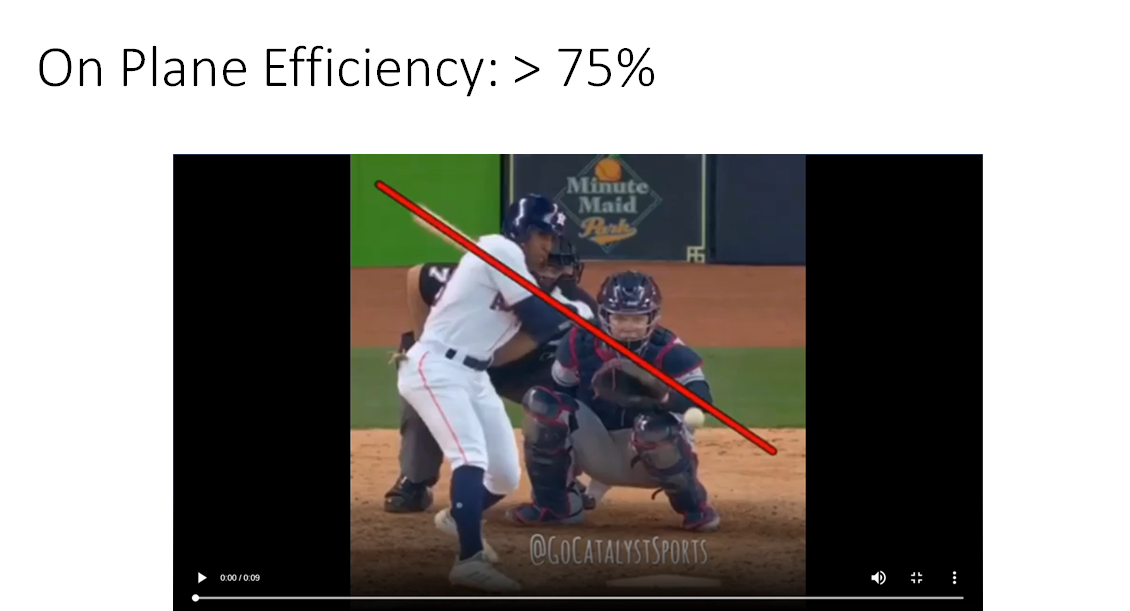 On Plane Efficiency: > 75%
Minute
Maid
Park
@GoCatalystSports
0:00 / 0:09